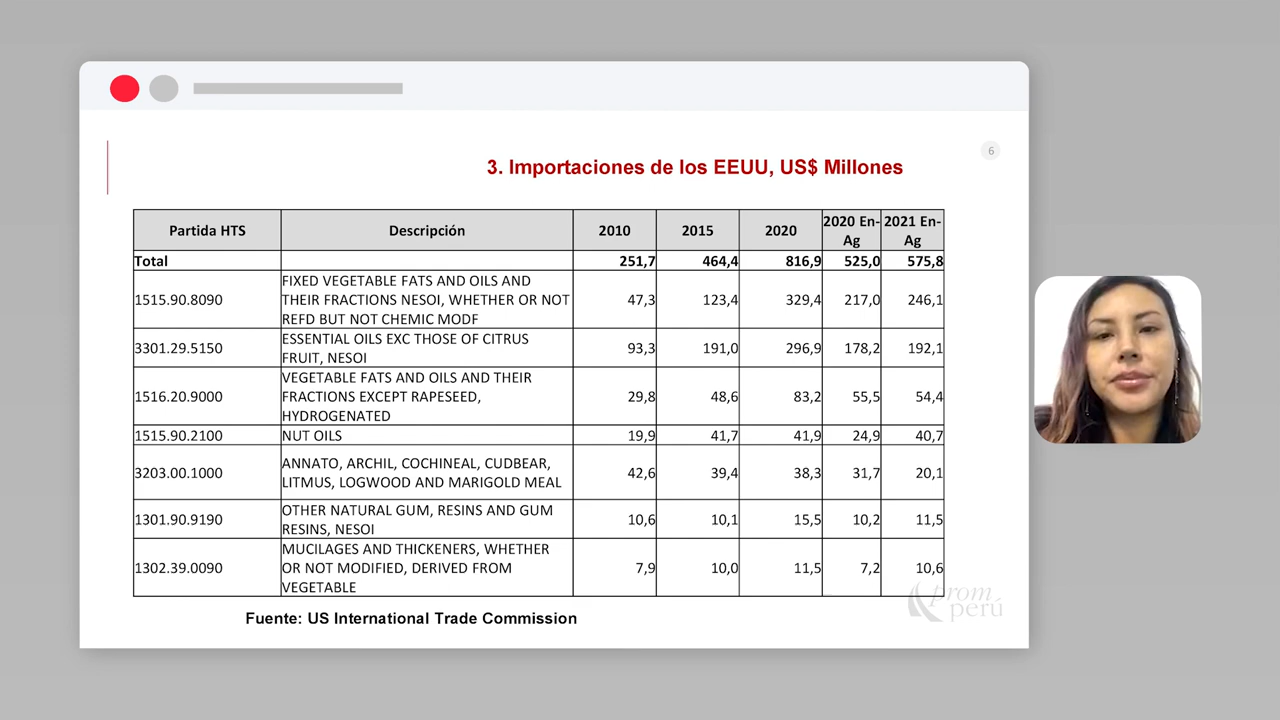 6
3. Importaciones de los EEUU, US$ Millones
Partida HTS Descripción 2010 2015 2020 2020 En-Ag 2021 En-Ag
Total 251,7 464,4 816,9 525,0 575,8
1515.90.8090 FIXED VEGETABLE FATS AND OILS AND
THEIR FRACTIONS NESOI, WHETHER OR NOT
REFD BUT NOT CHEMIC MODF 47,3 123,4 329,4 217,0 246,1
3301.29.5150 ESSENTIAL OILS EXC THOSE OF CITRUS
FRUIT, NESOI 93,3 191,0 296,9 178,2 192,1
1516.20.9000 VEGETABLE FATS AND OILS AND THEIR
FRACTIONS EXCEPT RAPESEED,
HYDROGENATED 29,8 48,6 83,2 55,5 54,4
1515.90.2100 NUT OILS 19,9 41,7 41,9 24,9 40,7
3203.00.1000 ANNATO, ARCHIL, COCHINEAL, CUDBEAR,
LITMUS, LOGWOOD AND MARIGOLD MEAL 42,6 39,4 38,3 31,7 20,1
1301.90.9190 OTHER NATURAL GUM, RESINS AND GUM
RESINS, NESOI 10,6 10,1 15,5 10,2 11,5
1302.39.0090 MUCILAGES AND THICKENERS, WHETHER
OR NOT MODIFIED, DERIVED FROM
VEGETABLE 7,9 10,0 11,5 7,2 10,6
prom
perú
Fuente: US International Trade Commission